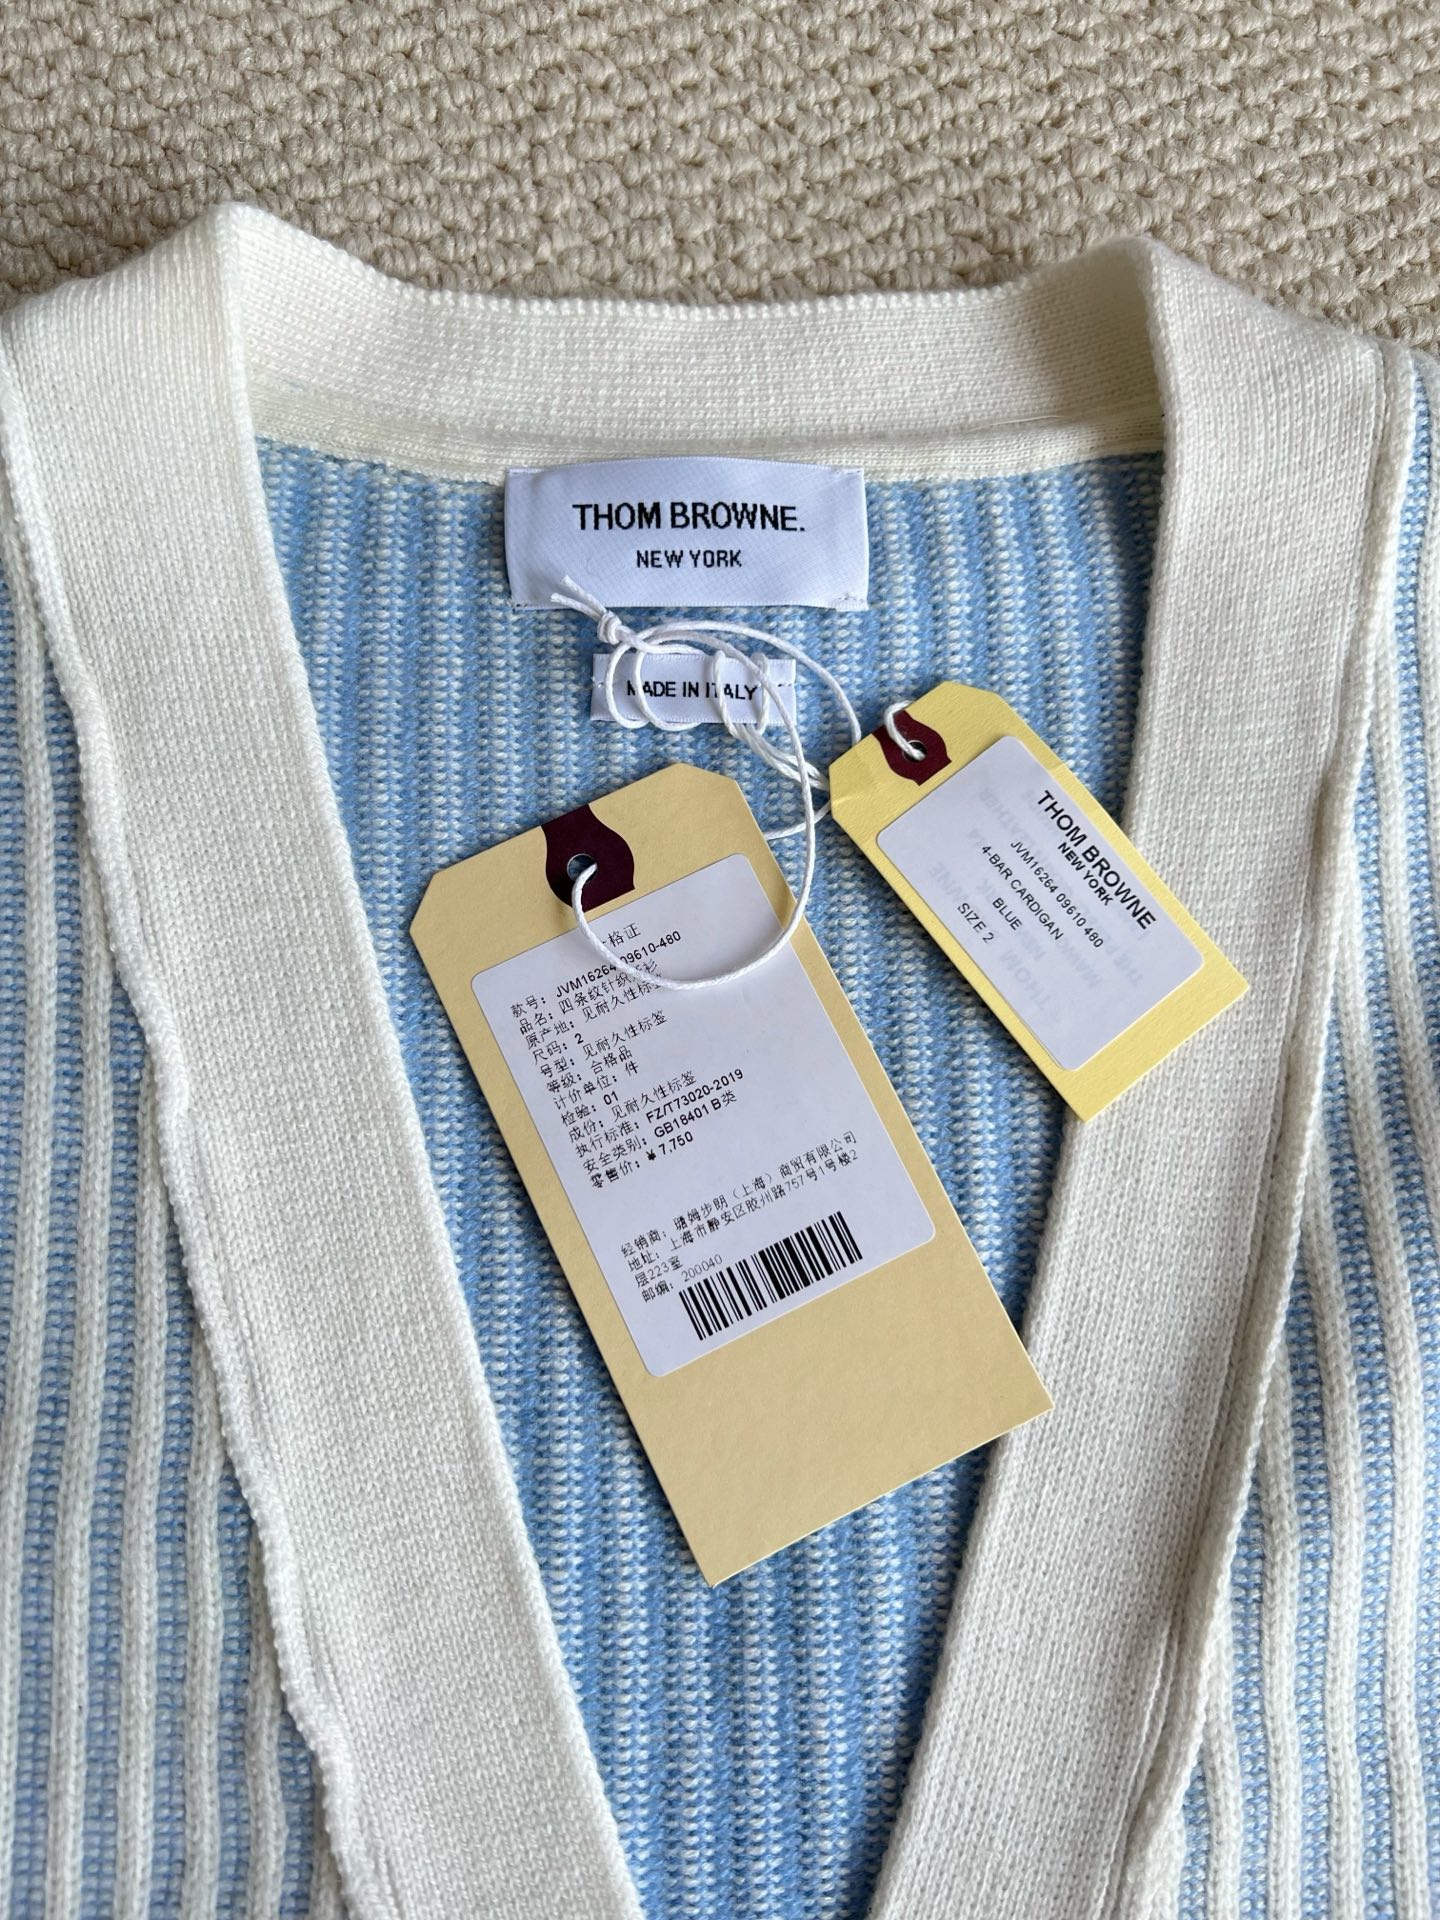 THOM BROWNE.
NEW YORK
MADE IN ITALY
格证
款号: JVM16264 09610-480
品名: 四条纹针织开衫
原产地: 见耐久性标签
尺码: 2
号型: 见耐久性标签
等级: 合格品
计价单位: 件
检验: 01
成份: 见耐久性标签
执行标准: FZ/T73020-2019
安全类别: GB18401 B类
零售价: ¥ 7,750
经销商: 瑃姆步朗（上海）商贸有限公司
地址: 上海市静安区胶州路757号1号楼2
层223室
邮编: 200040
THOM BROWNE
NEW YORK
JVM16264 09610 480
4-BAR CARDIGAN
BLUE
SIZE 2